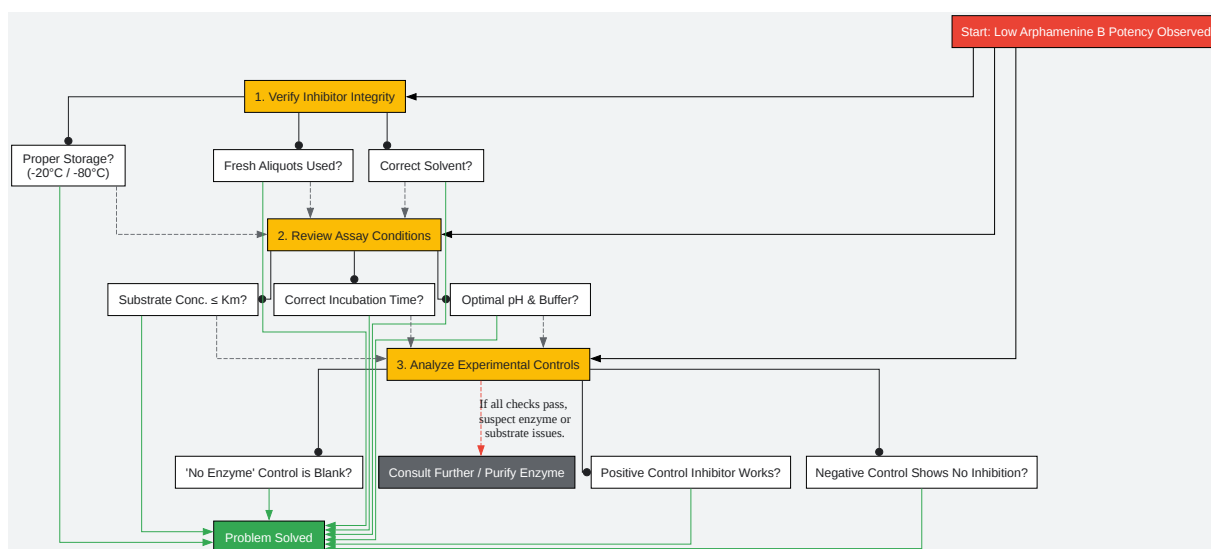 Start: Low Arphamenine B Potency Observed
1. Verify Inhibitor Integrity
Proper Storage?
(-20°C / -80°C)
Fresh Aliquots Used?
Correct Solvent?
2. Review Assay Conditions
Substrate Conc. ≤ Km?
Correct Incubation Time?
Optimal pH & Buffer?
3. Analyze Experimental Controls
If all checks pass,
suspect enzyme or
substrate issues.
'No Enzyme' Control is Blank?
Consult Further / Purify Enzyme
Positive Control Inhibitor Works?
Negative Control Shows No Inhibition?
Problem Solved